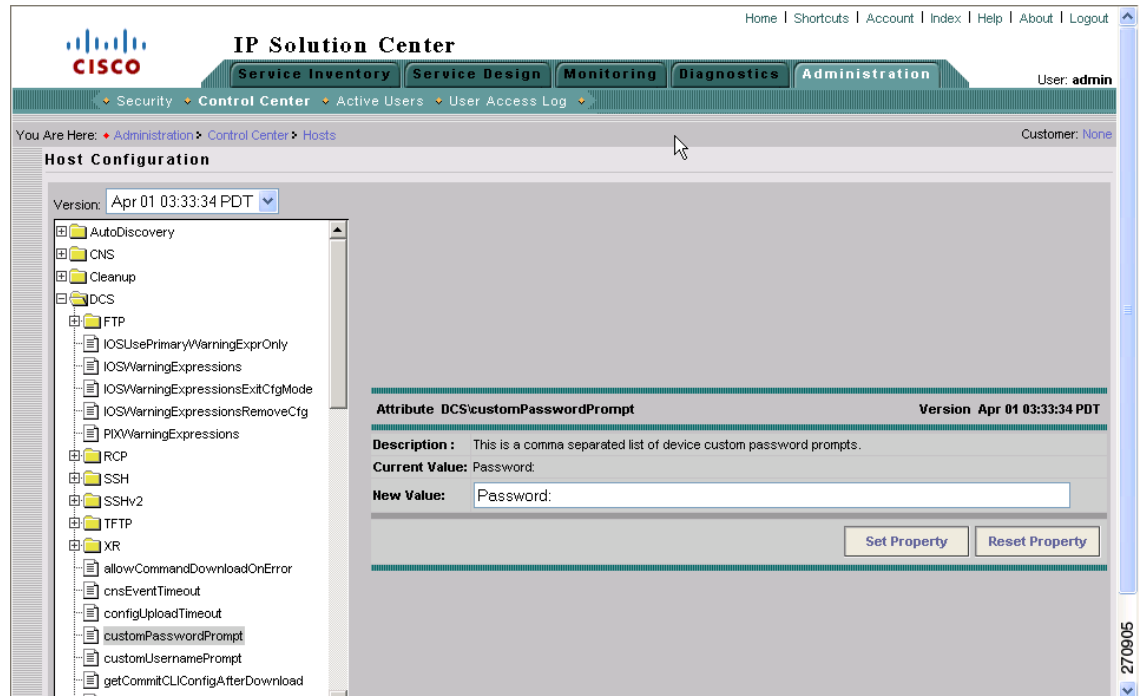 Home | Shortcuts | Account | Index | Help | About | Logout
CISCO
IP Solution Center
Service Inventory Service Design Monitoring Diagnostics Administration
User: admin
Security Control Center Active Users User Access Log
You Are Here: Administration Control Center Hosts
Customer: None
Host Configuration
Version: Apr 01 03:33:34 PDT
AutoDiscovery
CNS
Cleanup
DCS
FTP
IOSUsePrimaryWarningExprOnly
IOSWarningExpressions
IOSWarningExpressionsExitCfgMode
IOSWarningExpressionsRemoveCfg
PIXWarningExpressions
RCP
SSH
SSHv2
TFTP
XR
allowCommandDownloadOnError
cnsEventTimeout
configUploadTimeout
customPasswordPrompt
customUsernamePrompt
getCommitCLIConfigAfterDownload
Attribute DCS\customPasswordPrompt
Version Apr 01 03:33:34 PDT
Description : This is a comma separated list of device custom password prompts.
Current Value: Password:
New Value: Password:
Set Property Reset Property
270905